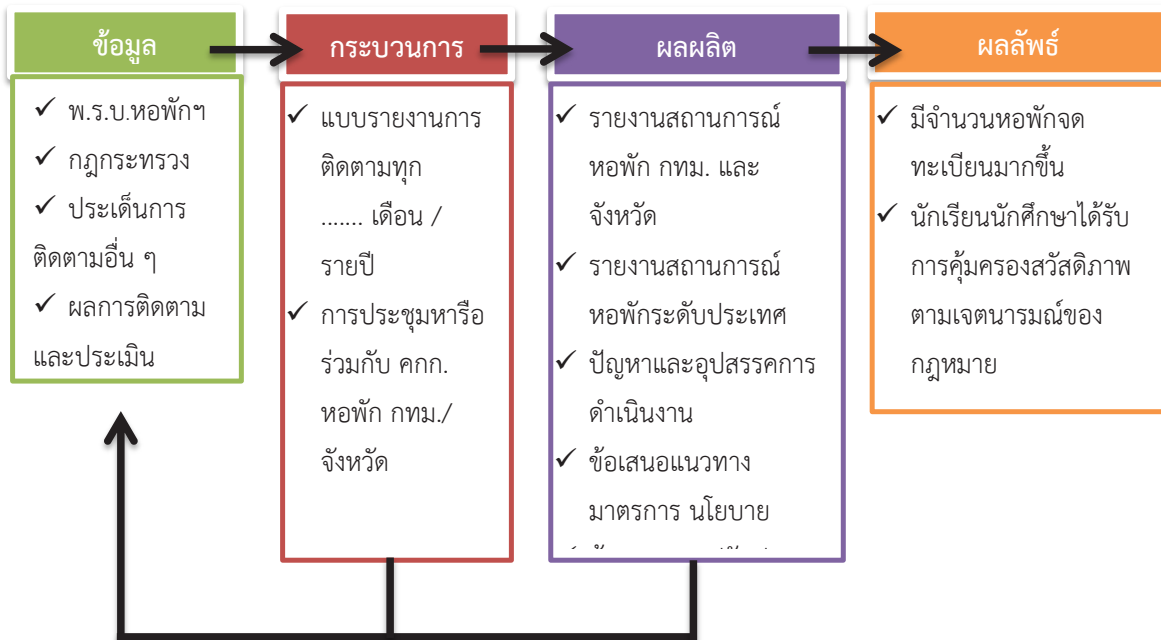 ข้อมูล
✓ พ.ร.บ.หอพักฯ
✓ กฎกระทรวง
✓ ประเด็นการ
ติดตามอื่น ๆ
✓ ผลการติดตาม
และประเมิน
กระบวนการ
✓ แบบรายงานการ
ติดตามทุก
....... เดือน /
รายปี
✓ การประชุมหารือ
ร่วมกับ คกก.
หอพัก กทม./
จังหวัด
ผลผลิต
✓ รายงานสถานการณ์
หอพัก กทม. และ
จังหวัด
✓ รายงานสถานการณ์
หอพักระดับประเทศ
✓ ปัญหาและอุปสรรคการ
ดำเนินงาน
✓ ข้อเสนอแนวทาง
มาตรการ นโยบาย
ผลลัพธ์
✓ มีจำนวนหอพักจด
ทะเบียนมากขึ้น
✓ นักเรียนนักศึกษาได้รับ
การคุ้มครองสวัสดิภาพ
ตามเจตนารมณ์ของ
กฎหมาย